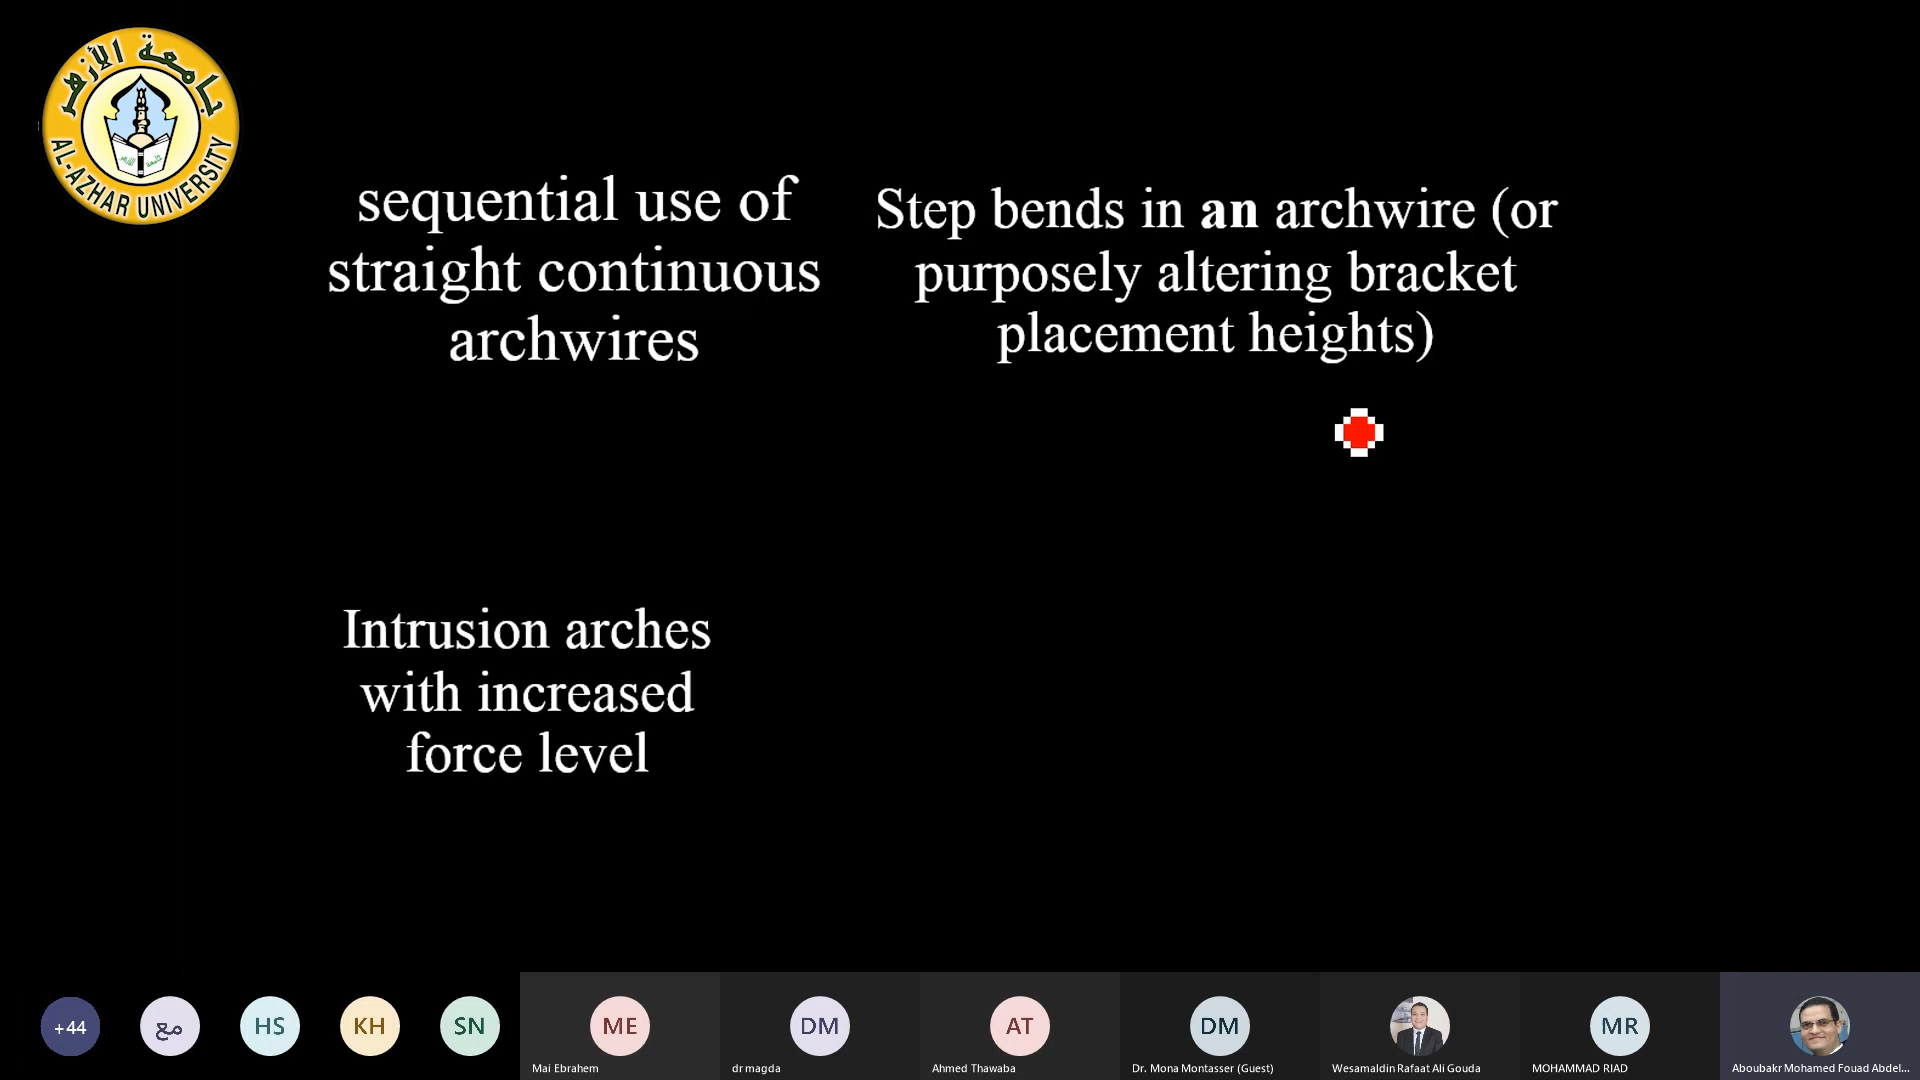 جامعة الأزهر
AL-AZHAR UNIVERSITY
sequential use of
straight continuous
archwires
Step bends in an archwire (or
purposely altering bracket
placement heights)
Intrusion arches
with increased
force level
+44
مع
HS
KH
SN
ME
Mai Ebrahem
DM
dr magda
AT
Ahmed Thawaba
DM
Dr. Mona Montasser (Guest)
Wesamaldin Rafaat Ali Gouda
MR
MOHAMMAD RIAD
Aboubakr Mohamed Fouad Abdel...